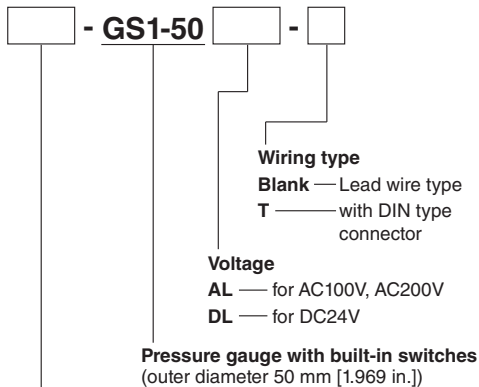 - GS1-50 -
Wiring type
Blank — Lead wire type
T — with DIN type
connector
Voltage
AL — for AC100V, AC200V
DL — for DC24V
Pressure gauge with built-in switches
(outer diameter 50 mm [1.969 in.])